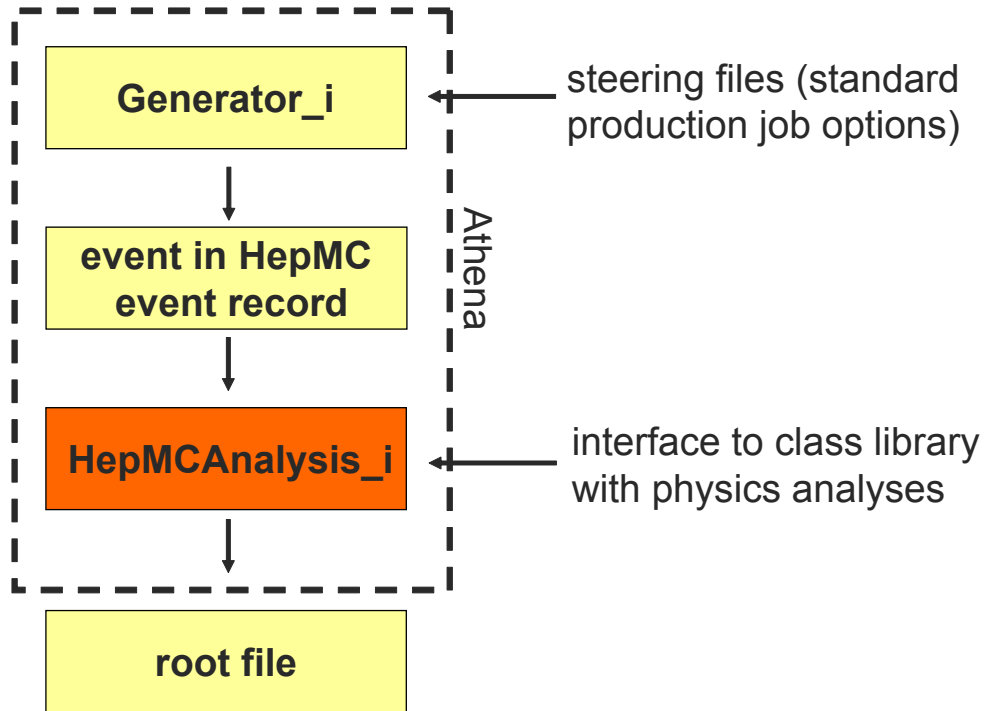 Generator_i
steering files (standard
production job options)
Athena
event in HepMC
event record
HepMCAnalysis_i
interface to class library
with physics analyses
root file